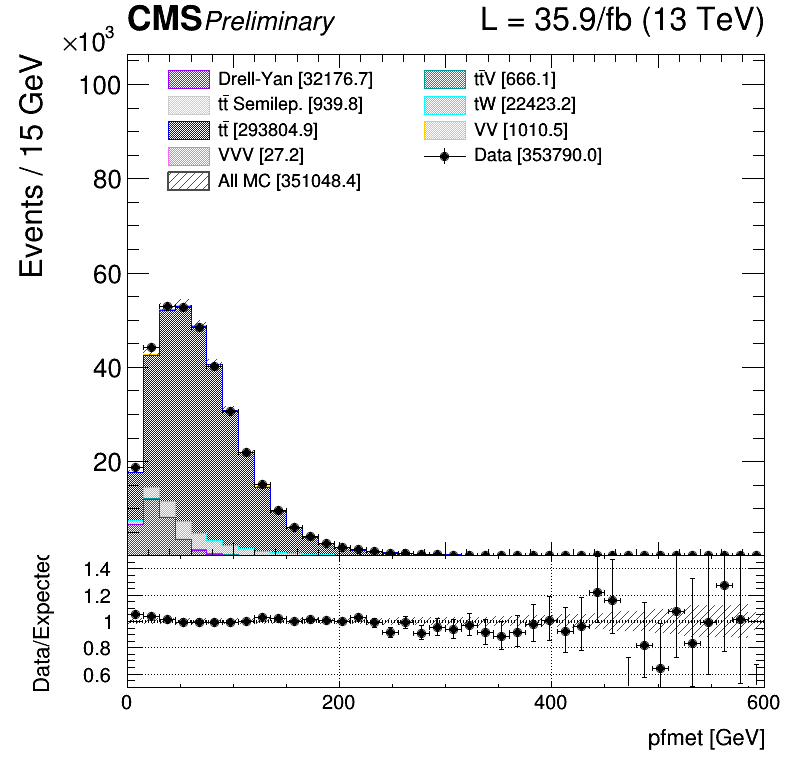 CMS Preliminary L = 35.9/fb (13 TeV)
×10³
Events / 15 GeV
100
80
60
40
20
Drell-Yan [32176.7]
tt̄ Semilep. [939.8]
tt̄ [293804.9]
VVV [27.2]
All MC [351048.4]
tt̄V [666.1]
tW [22423.2]
VV [1010.5]
Data [353790.0]
Data/Expected
1.4
1.2
1
0.8
0.6
0 200 400 600
pfmet [GeV]